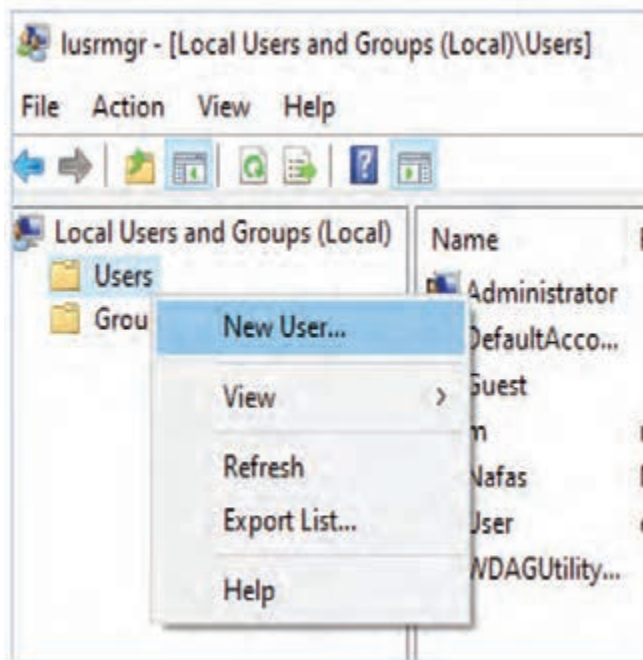 lusrmgr - [Local Users and Groups (Local)\Users]
File Action View Help
Local Users and Groups (Local)
Users
Grou
New User...
View
Refresh
Export List...
Help
Name
Administrator
DefaultAcco...
Guest
m
Nafas
User
WDAGUtility...